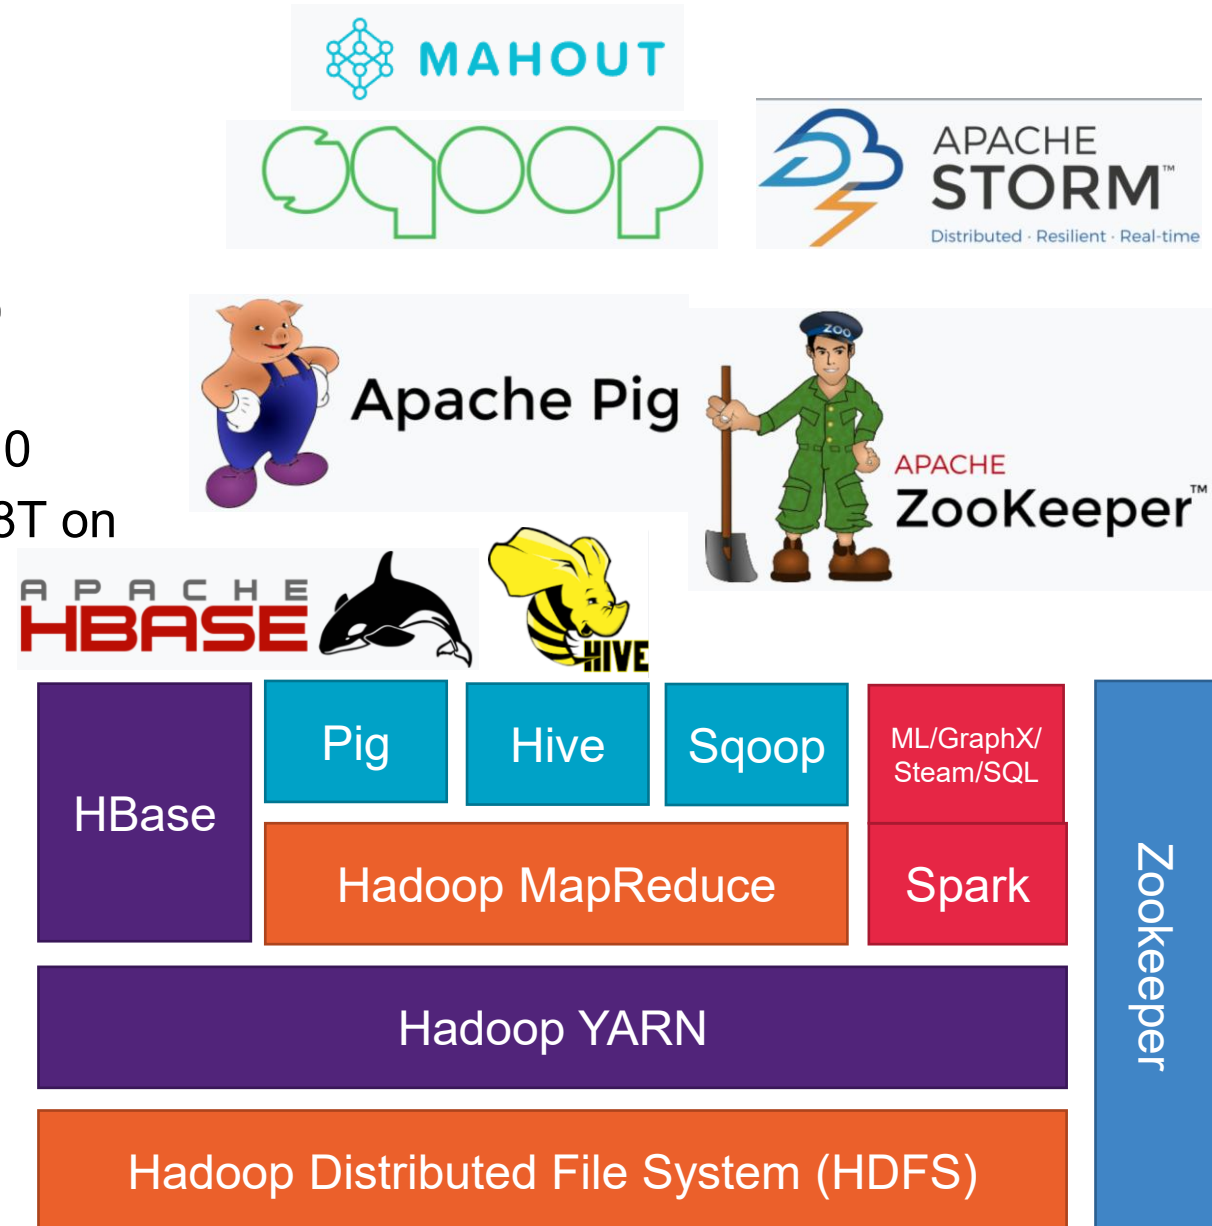 MAHOUT
sqoop
APACHE
STORM™
Distributed · Resilient · Real-time
Apache Pig
ZOO
APACHE
ZooKeeper™
0
BT on
APACHE
HBASE
HIVE
HBase
Pig
Hive
Sqoop
ML/GraphX/
Steam/SQL
Hadoop MapReduce
Spark
Zookeeper
Hadoop YARN
Hadoop Distributed File System (HDFS)